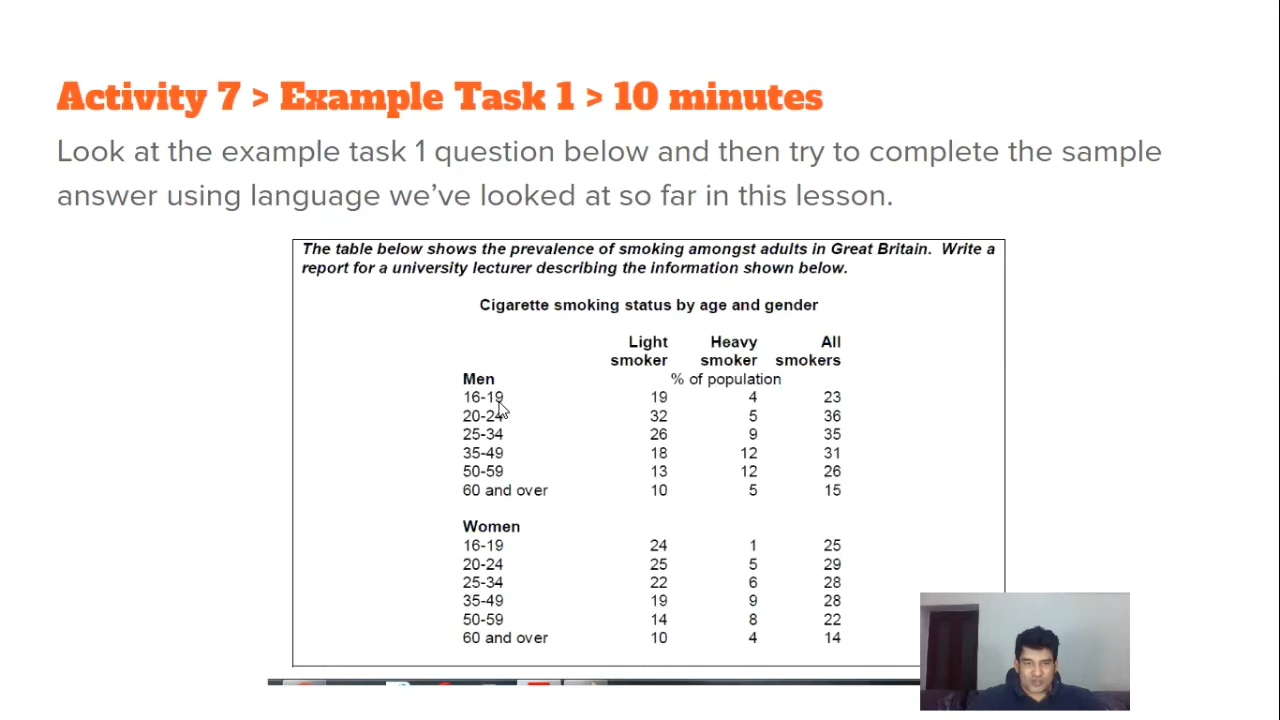 Activity 7 > Example Task 1 > 10 minutes
Look at the example task 1 question below and then try to complete the sample
answer using language we've looked at so far in this lesson.
The table below shows the prevalence of smoking amongst adults in Great Britain. Write a
report for a university lecturer describing the information shown below.
Cigarette smoking status by age and gender
Light Heavy All
smoker smoker smokers
Men % of population
16-19 19 4 23
20-24 32 5 36
25-34 26 9 35
35-49 18 12 31
50-59 13 12 26
60 and over 10 5 15
Women
16-19 24 1 25
20-24 25 5 29
25-34 22 6 28
35-49 19 9 28
50-59 14 8 22
60 and over 10 4 14